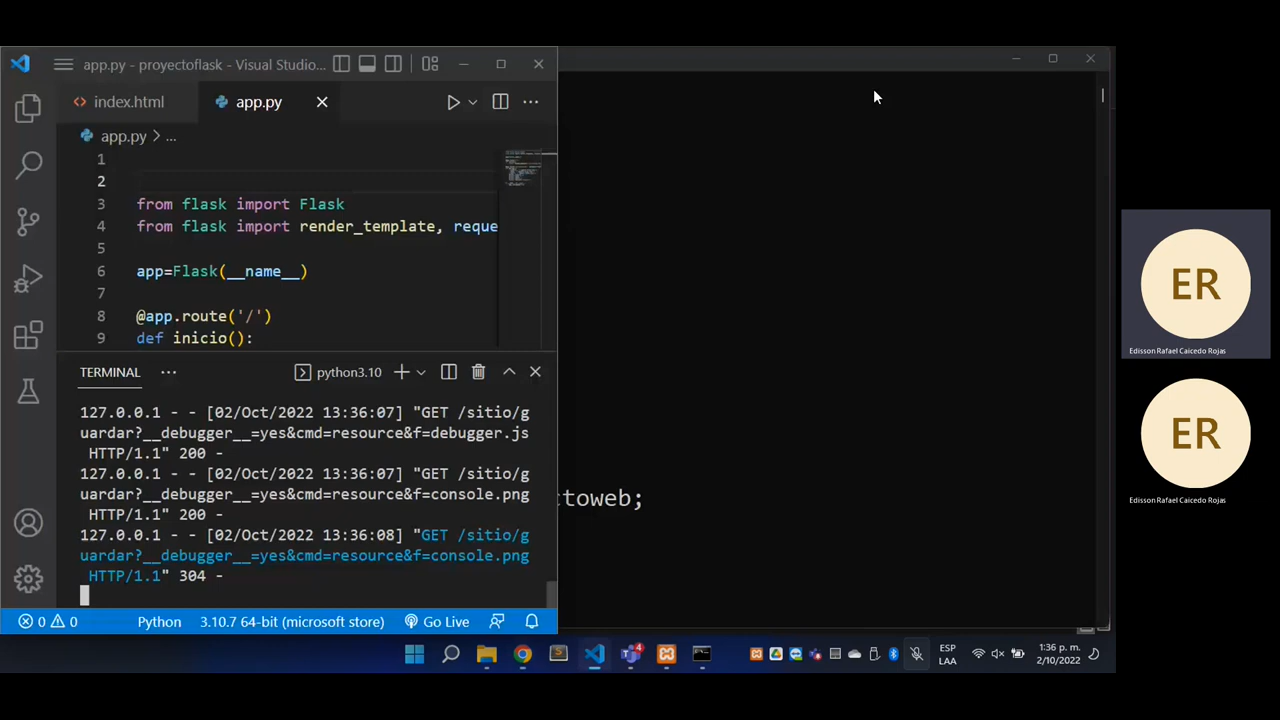 app.py - proyectoflask - Visual Studio...
index.html
app.py
app.py > ...
1
2
3 from flask import Flask
4 from flask import render_template, reque
5
6 app=Flask(__name__)
7
8 @app.route('/')
9 def inicio():
TERMINAL
python3.10
127.0.0.1 - - [02/Oct/2022 13:36:07] "GET /sitio/g
uardar?__debugger__=yes&cmd=resource&f=debugger.js
HTTP/1.1" 200 -
127.0.0.1 - - [02/Oct/2022 13:36:07] "GET /sitio/g
uardar?__debugger__=yes&cmd=resource&f=console.png
HTTP/1.1" 200 -
127.0.0.1 - - [02/Oct/2022 13:36:08] "GET /sitio/g
uardar?__debugger__=yes&cmd=resource&f=console.png
HTTP/1.1" 304 -
0 0 Python 3.10.7 64-bit (microsoft store) Go Live
ctoweb;
ER
Edisson Rafael Caicedo Rojas
ER
Edisson Rafael Caicedo Rojas
4
ESP
LAA
1:36 p. m.
2/10/2022